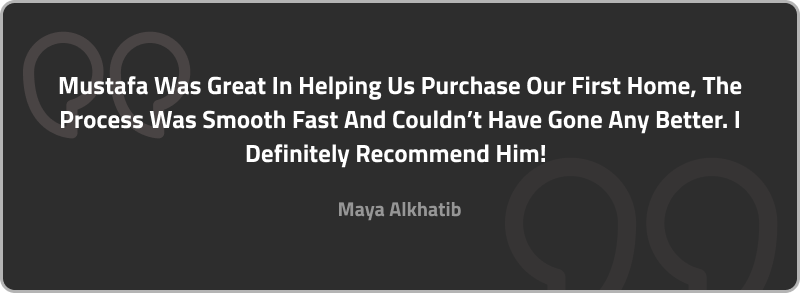 Mustafa Was Great In Helping Us Purchase Our First Home, The
Process Was Smooth Fast And Couldn’t Have Gone Any Better. I
Definitely Recommend Him!
Maya Alkhatib